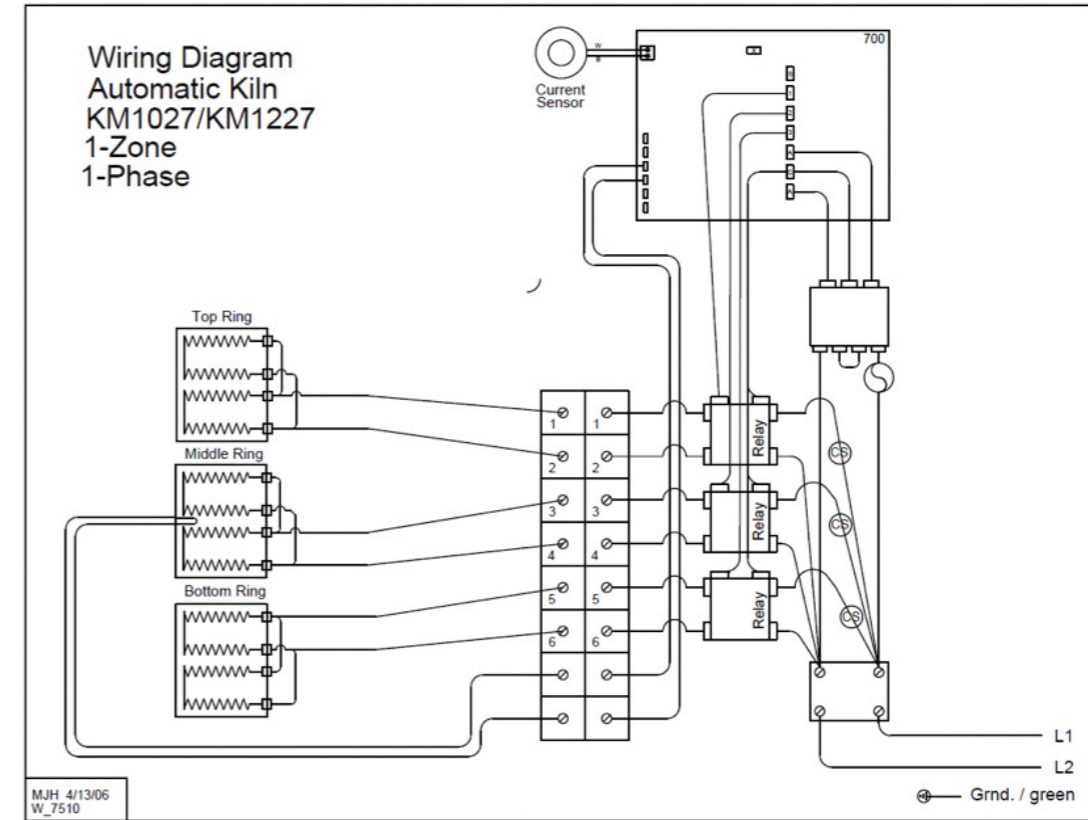 Wiring Diagram
Automatic Kiln
KM1027/KM1227
1-Zone
1-Phase
700
W
Current
Sensor
Top Ring
Middle Ring
Bottom Ring
1 1
2 2
3 3
4 4
5 5
6 6
Relay
Relay
Relay
CS
CS
CS
L1
L2
Grnd. / green
MJH 4/13/06
W_7510